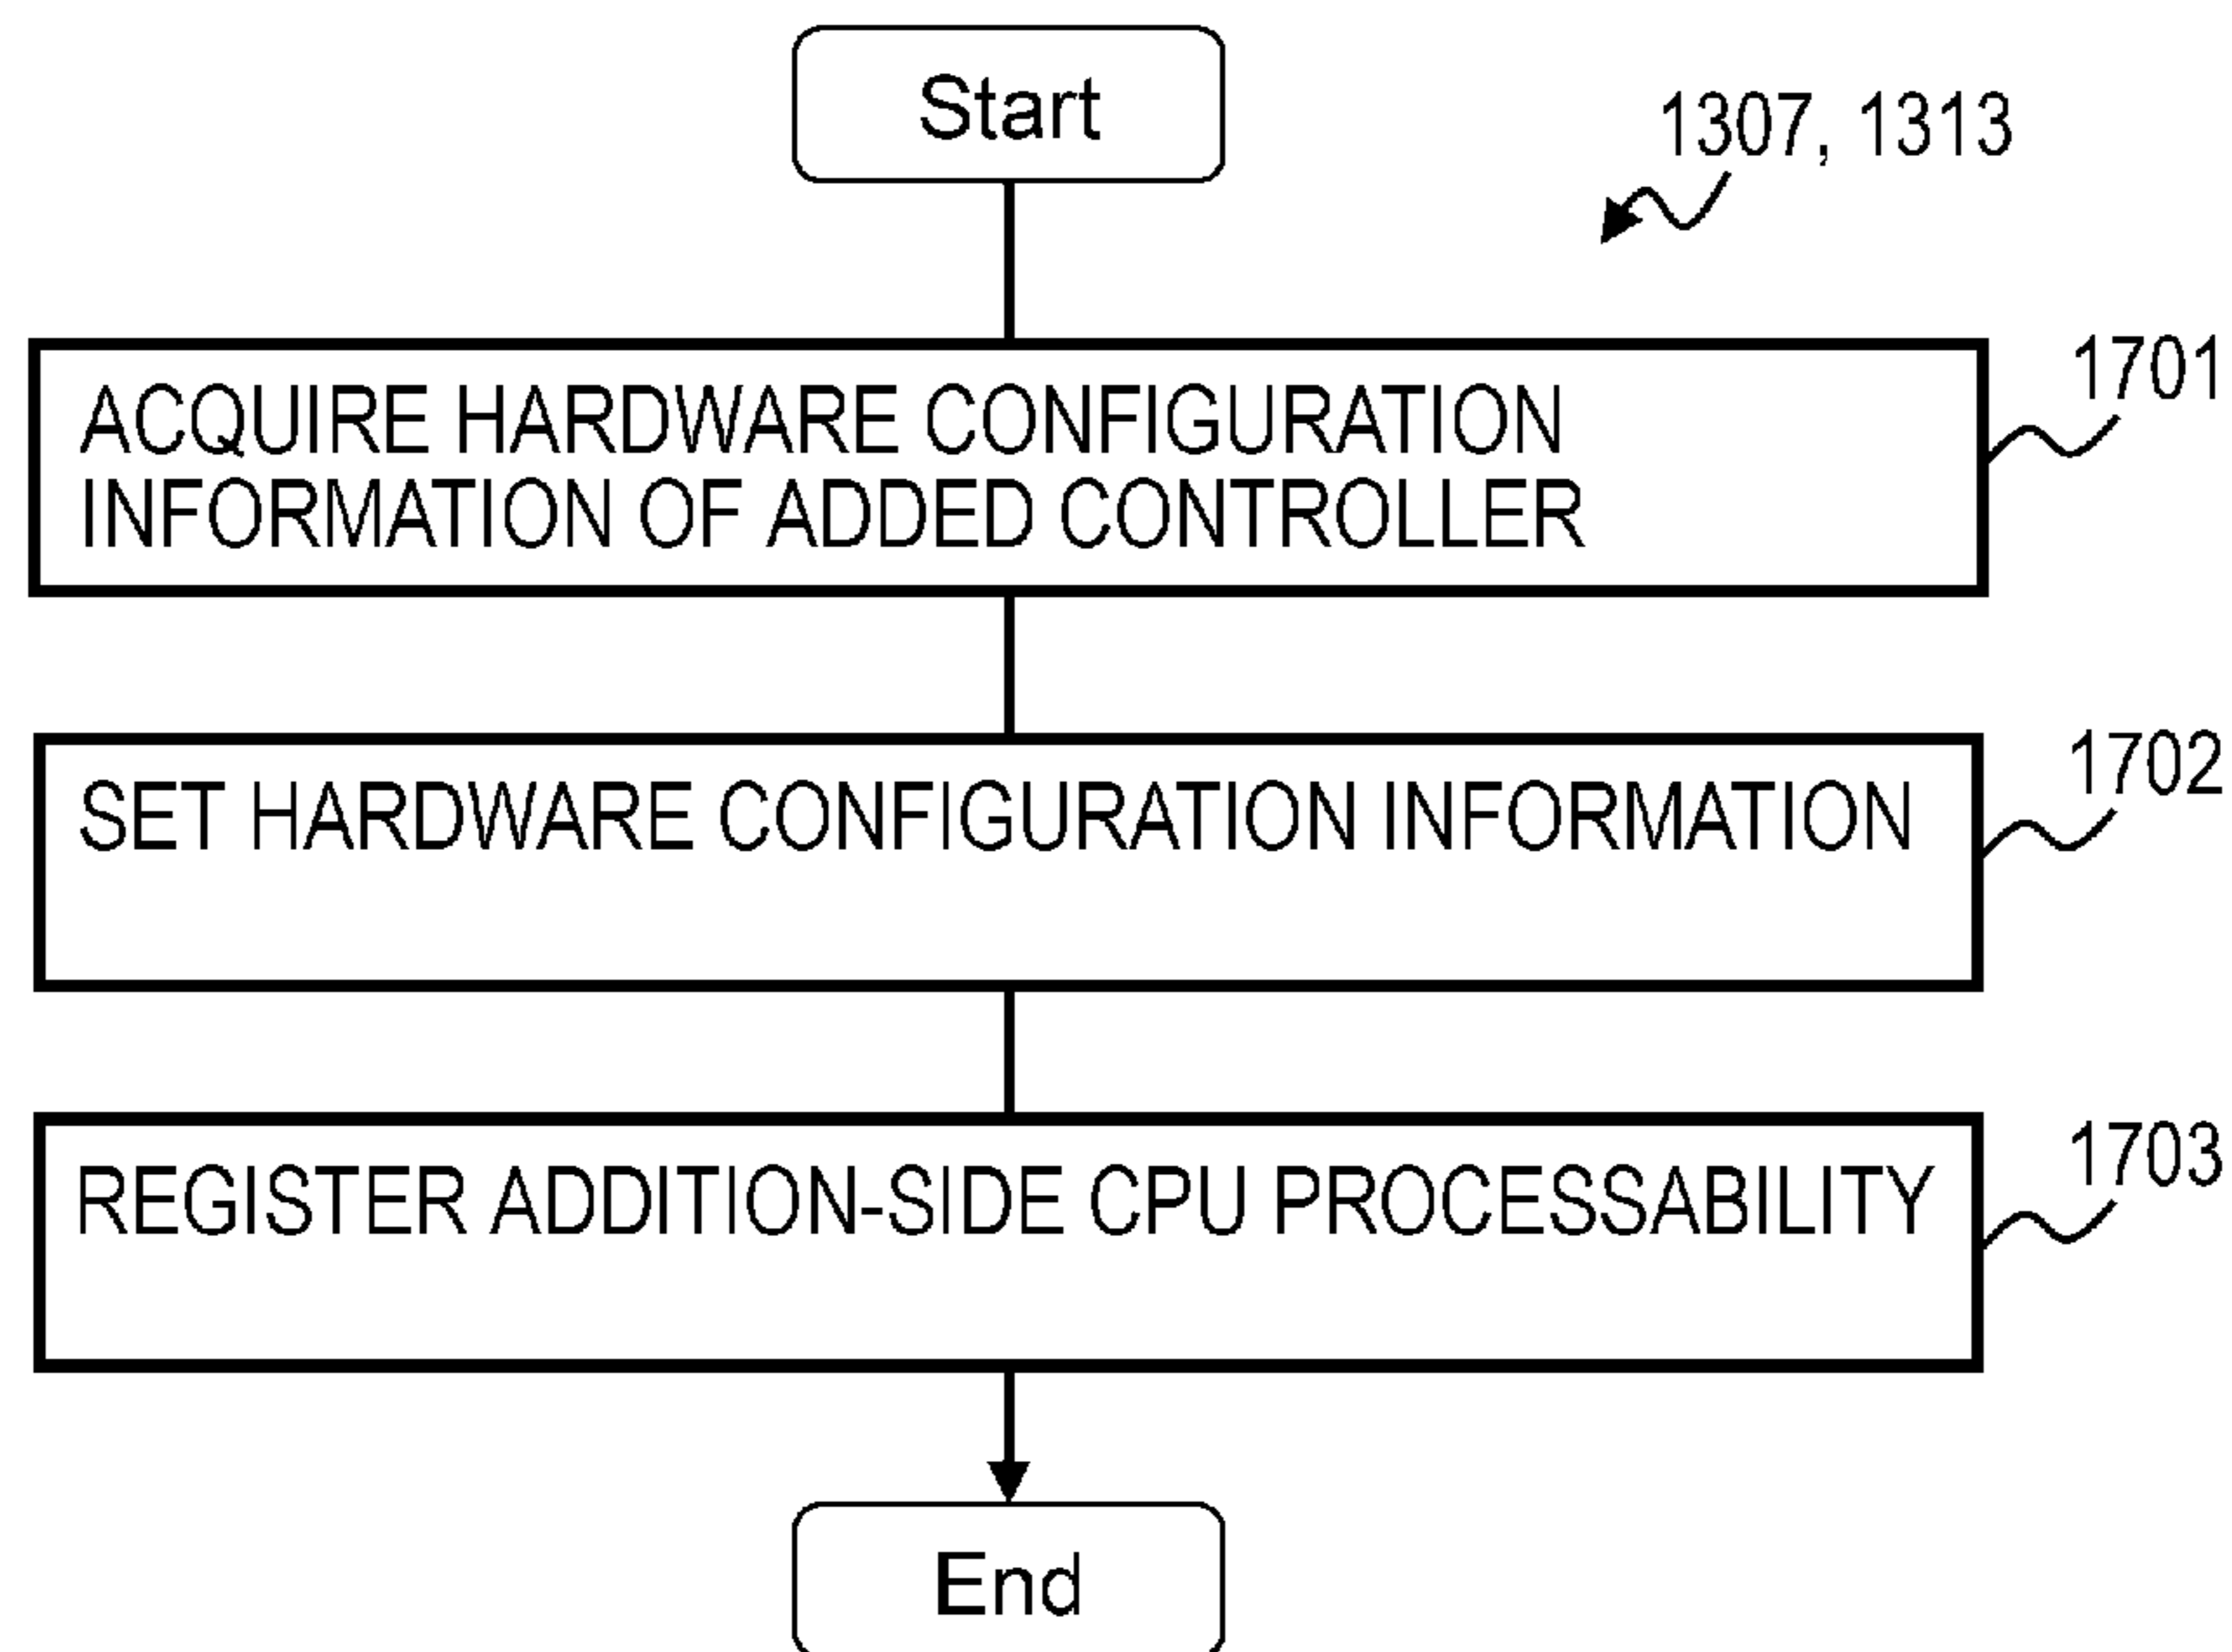 Start
1307, 1313
1701
ACQUIRE HARDWARE CONFIGURATION
INFORMATION OF ADDED CONTROLLER
1702
SET HARDWARE CONFIGURATION INFORMATION
1703
REGISTER ADDITION-SIDE CPU PROCESSABILITY
End